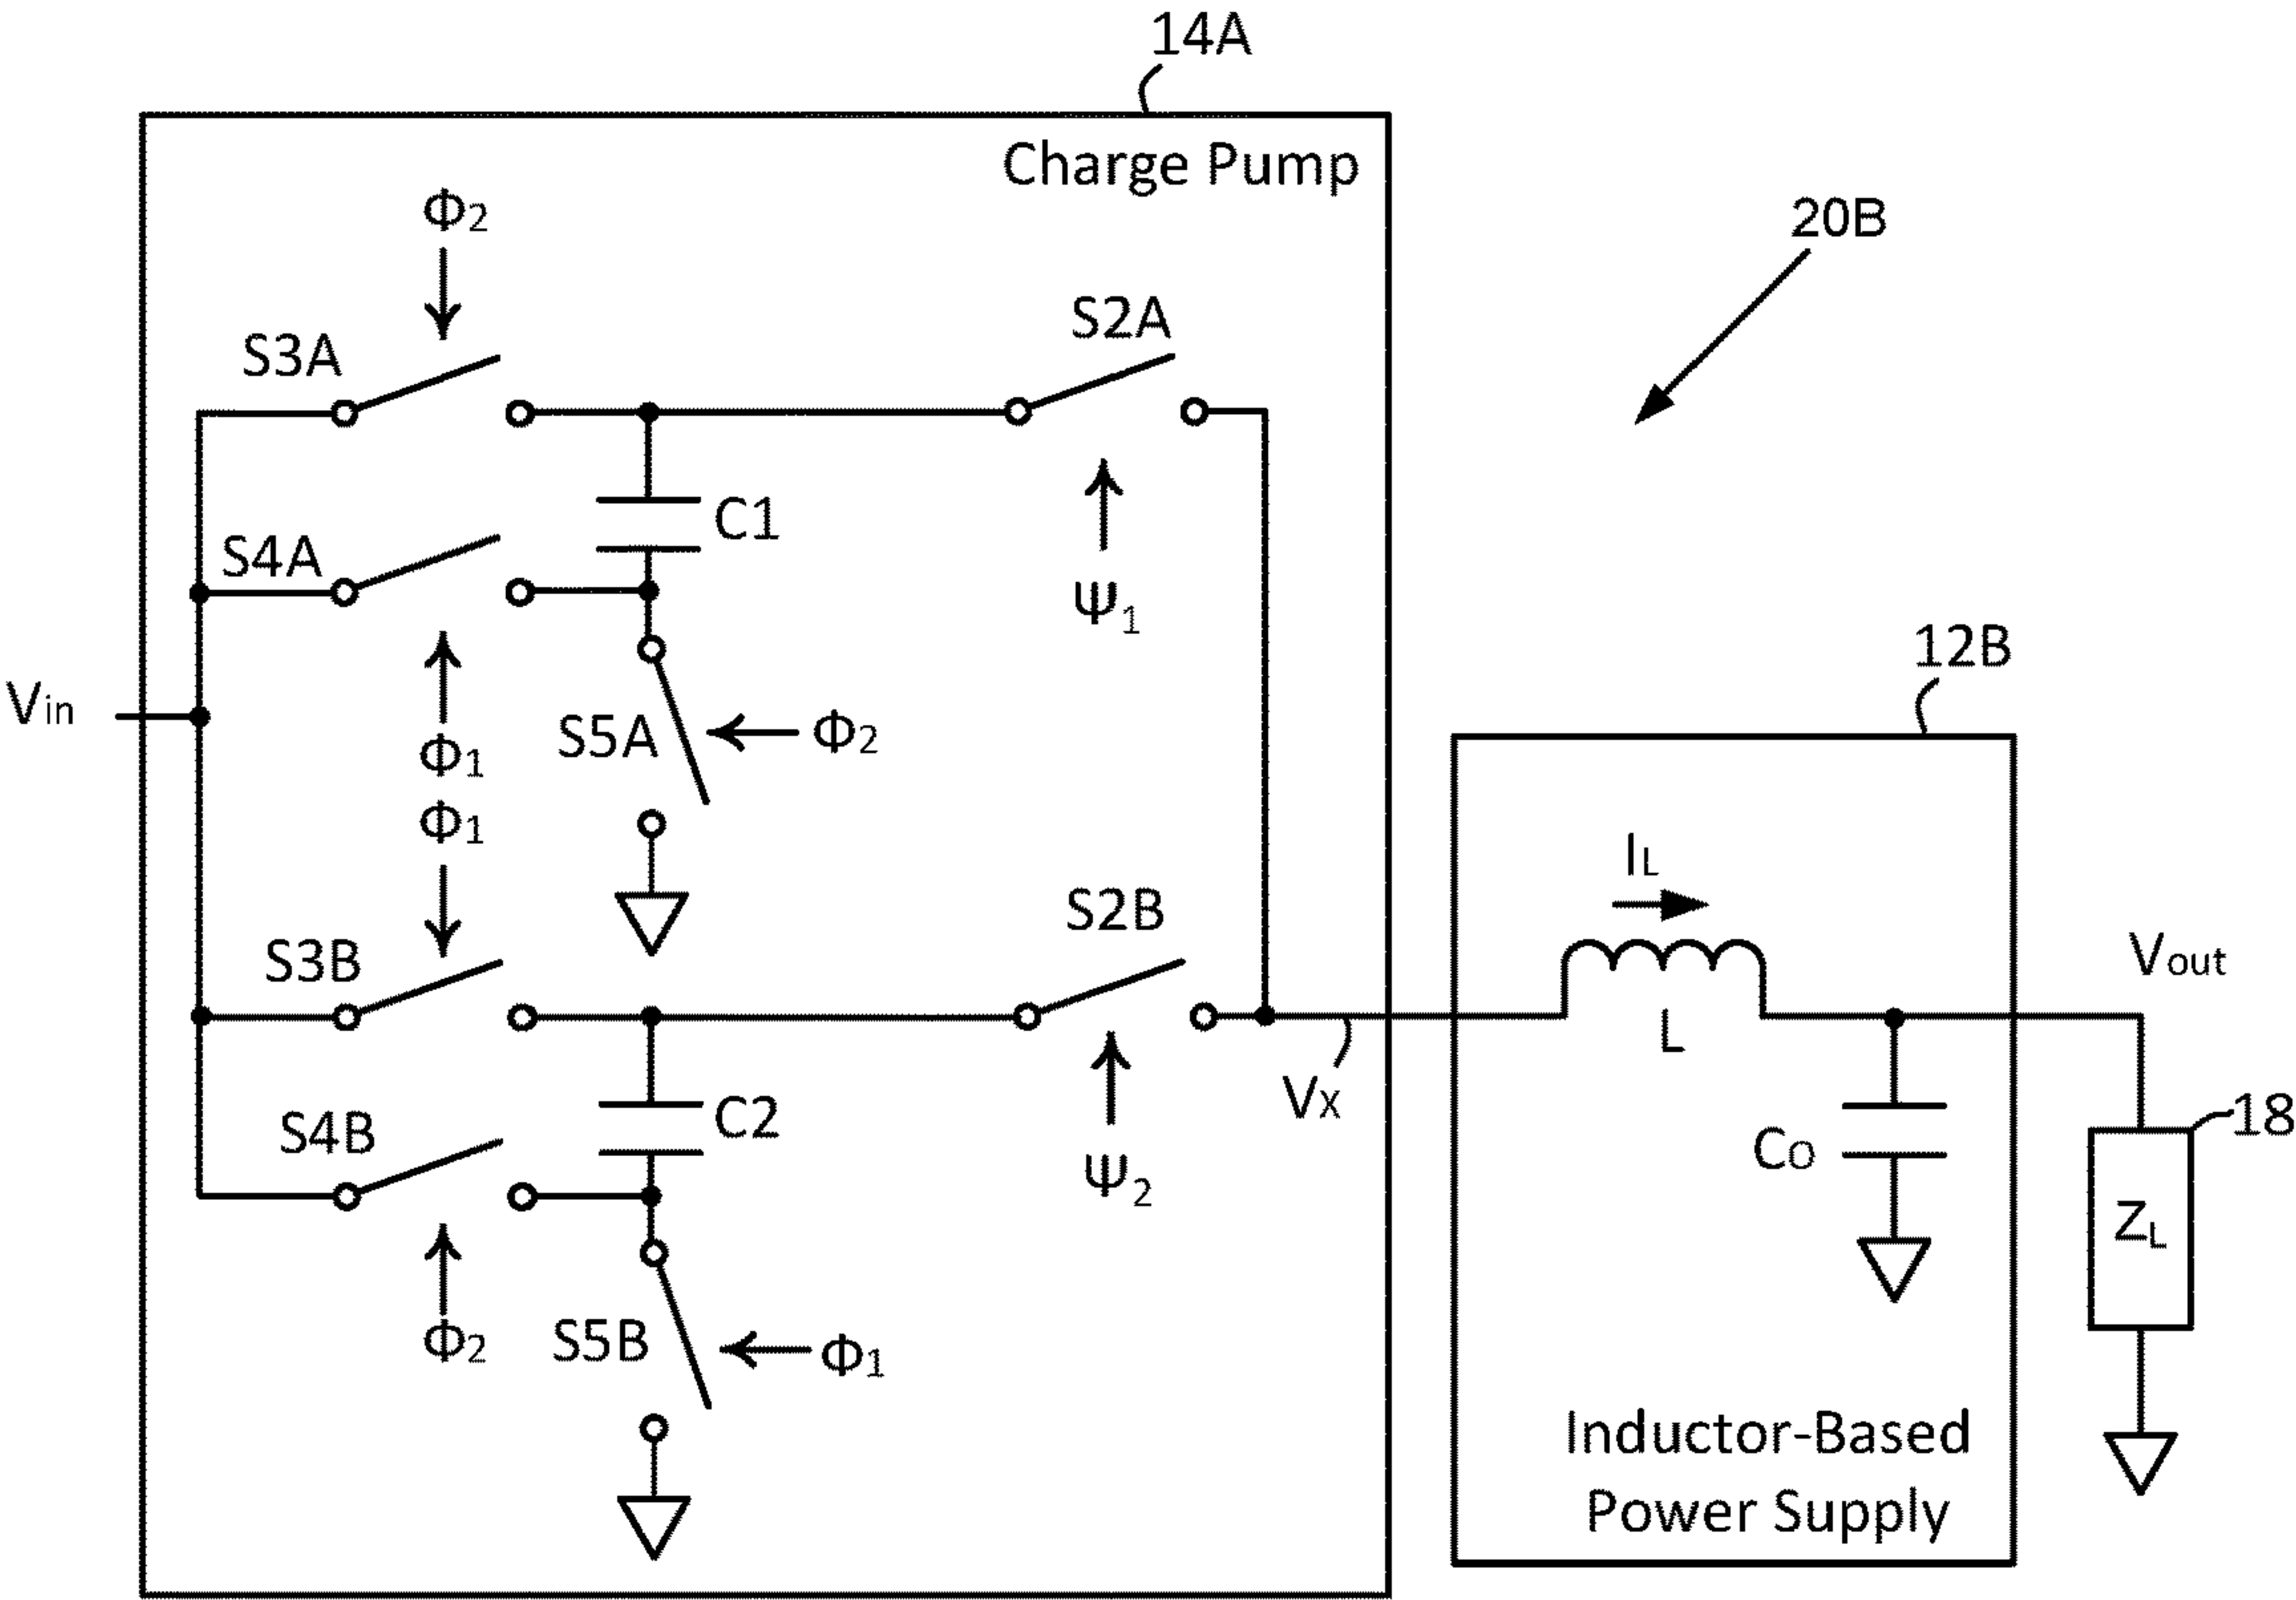 14A
Charge Pump
Φ2
20B
S3A
S2A
C1
S4A
ψ1
12B
Vin
S5A
Φ2
Φ1
Φ1
IL
S2B
S3B
Vout
L
VX
C2
18
S4B
CO
ψ2
ZL
Φ2
S5B
Φ1
Inductor-Based
Power Supply